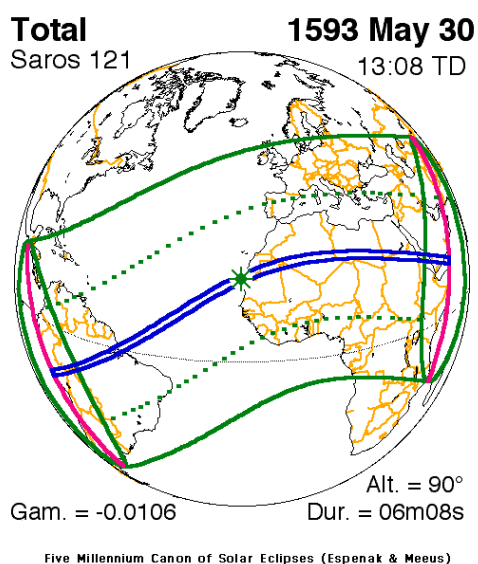 Total 1593 May 30
Saros 121 13:08 TD
Alt. = 90°
Gam. = -0.0106 Dur. = 06m08s
Five Millennium Canon of Solar Eclipses (Espenak & Meeus)